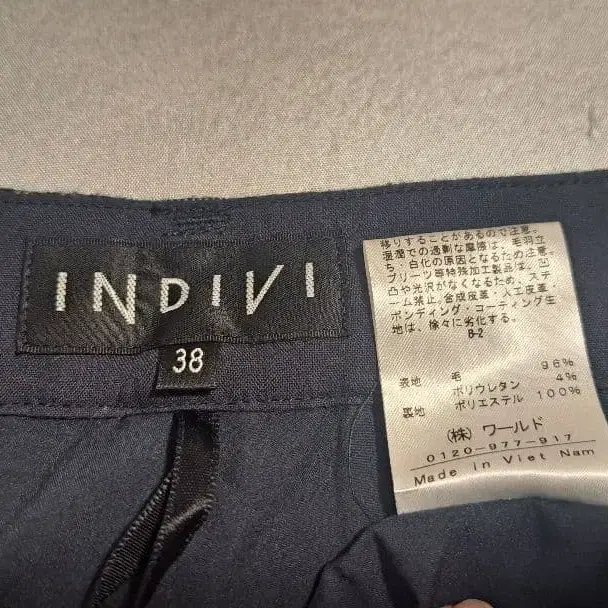 INDIVI
38
移りすることがあるので注意。
湿潤での過剰な摩擦は、毛羽立
ち、白化の原因となるため注意。
プリーツ等特殊加工製品は、
凸や光沢がなくなるため、ステ
ーム禁止。合成皮革・人工皮革・
ボンディング・コーティング生
地は、徐々に劣化する。
B-2
表地 毛 96%
ポリウレタン 4%
裏地 ポリエステル 100%
(株) ワールド
0120-977-917
Made in Viet Nam